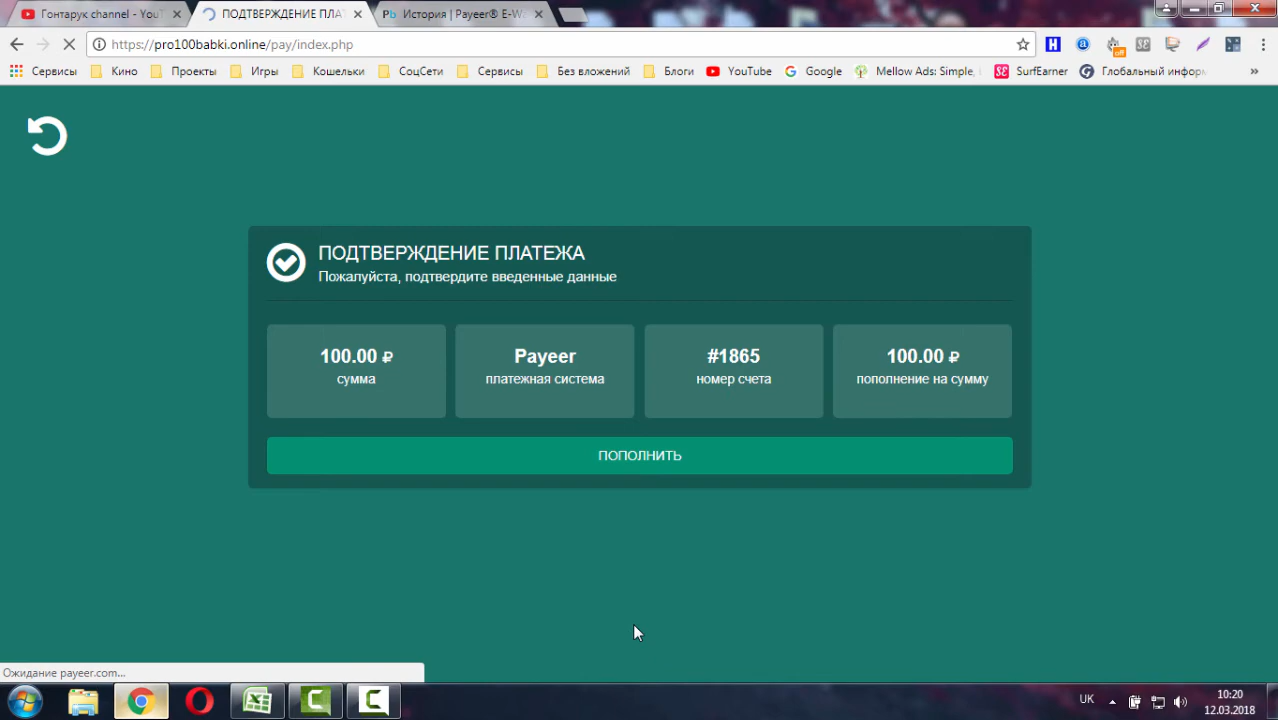 Гонтарук channel - YouT
ПОДТВЕРЖДЕНИЕ ПЛАТ
Pb История | Payeer® E-W
https://pro100babki.online/pay/index.php
Сервисы Кино Проекты Игры Кошельки СоцСети Сервисы Без вложений Блоги YouTube Google Mellow Ads: Simple, SurfEarner Глобальный инфор
ПОДТВЕРЖДЕНИЕ ПЛАТЕЖА
Пожалуйста, подтвердите введенные данные
100.00 ₽
сумма
Payeer
платежная система
#1865
номер счета
100.00 ₽
пополнение на сумму
ПОПОЛНИТЬ
Ожидание payeer.com...
UK
10:20
12.03.2018